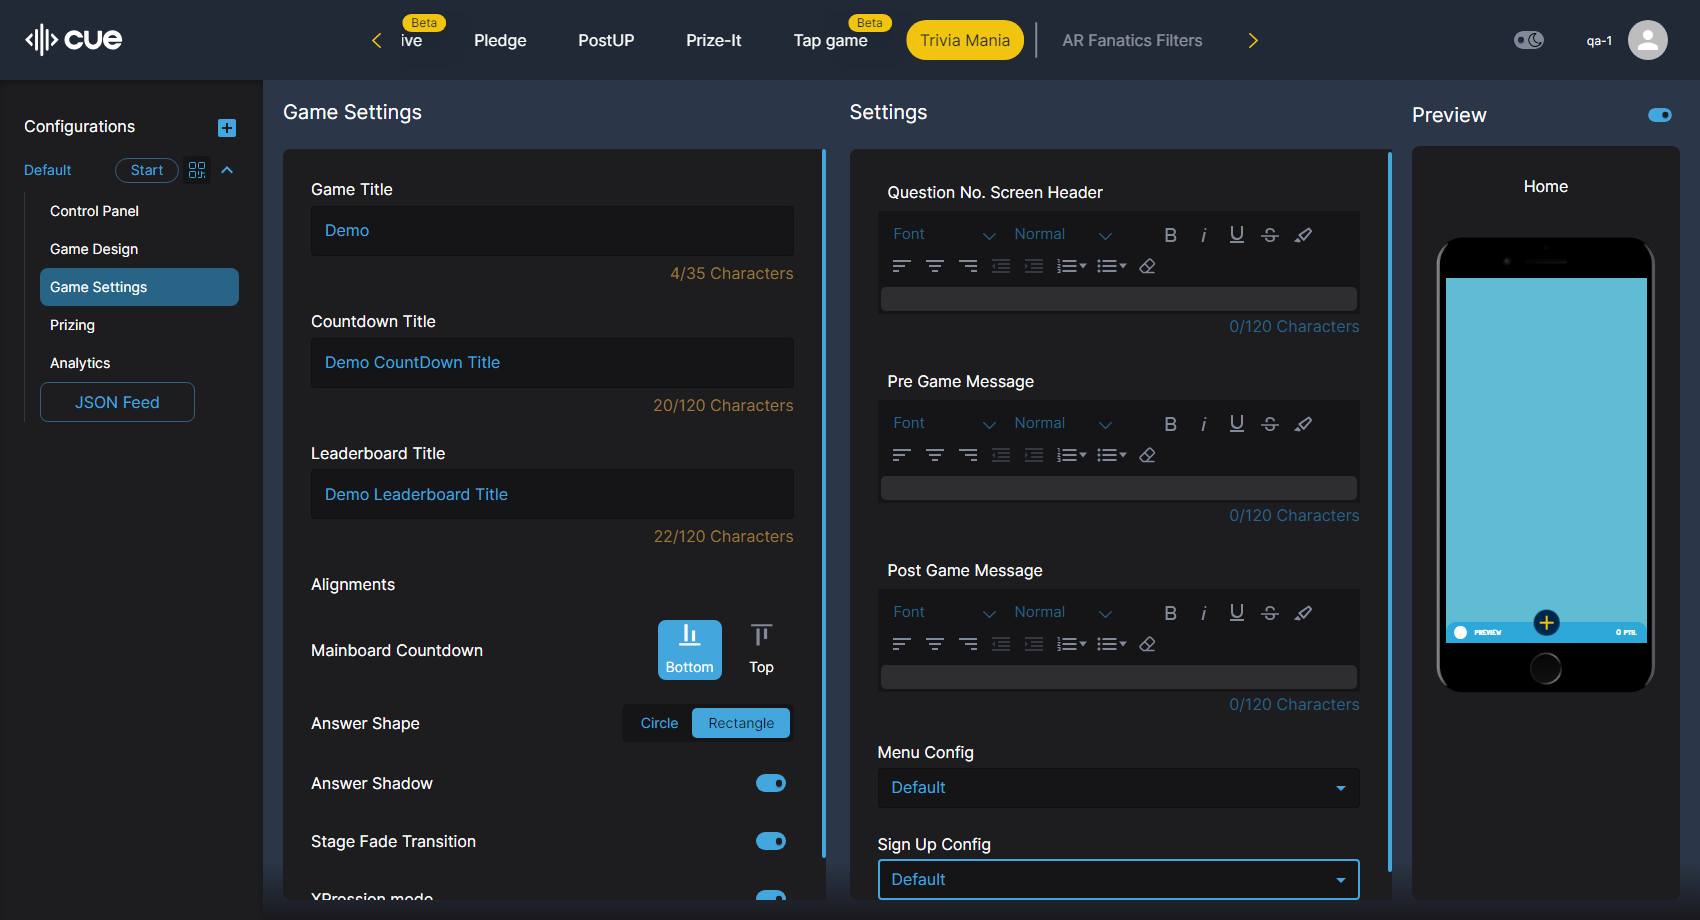 cue
Beta
ive
Pledge
PostUP
Prize-It
Beta
Tap game
Trivia Mania
AR Fanatics Filters
qa-1
Configurations
Default
Start
Control Panel
Game Design
Game Settings
Prizing
Analytics
JSON Feed
Game Settings
Game Title
Demo
4/35 Characters
Countdown Title
Demo CountDown Title
20/120 Characters
Leaderboard Title
Demo Leaderboard Title
22/120 Characters
Alignments
Mainboard Countdown
Bottom
Top
Answer Shape
Circle
Rectangle
Answer Shadow
Stage Fade Transition
XPression mode
Settings
Question No. Screen Header
Font
Normal
B i U S
0/120 Characters
Pre Game Message
Font
Normal
B i U S
0/120 Characters
Post Game Message
Font
Normal
B i U S
0/120 Characters
Menu Config
Default
Sign Up Config
Default
Preview
Home
PREVIEW
0 PTS.